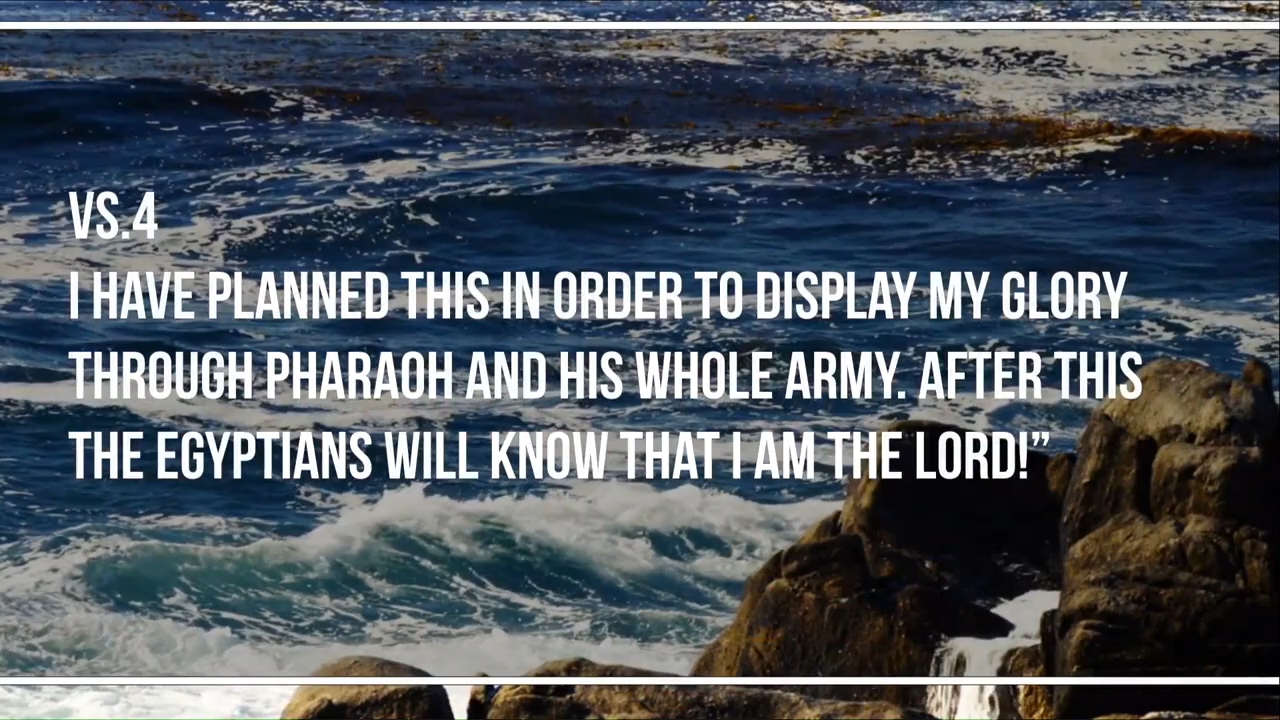 VS.4
I HAVE PLANNED THIS IN ORDER TO DISPLAY MY GLORY
THROUGH PHARAOH AND HIS WHOLE ARMY. AFTER THIS
THE EGYPTIANS WILL KNOW THAT I AM THE LORD!”